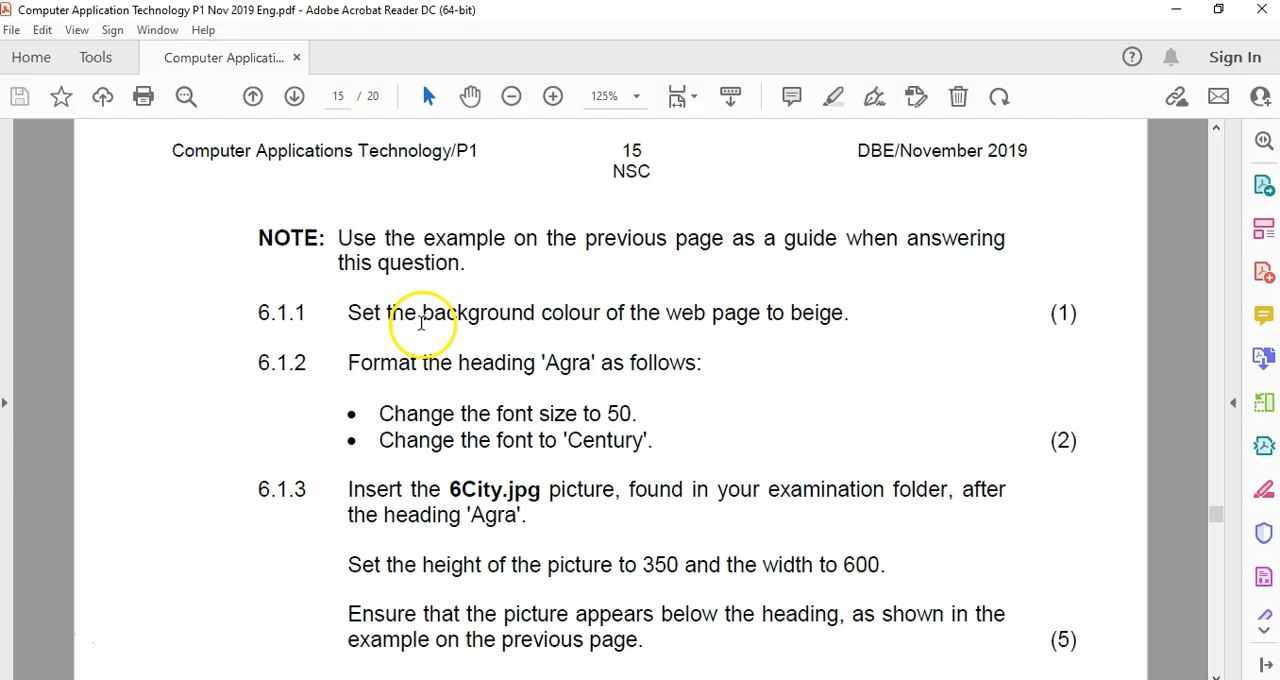 Computer Application Technology P1 Nov 2019 Eng.pdf - Adobe Acrobat Reader DC (64-bit)
File Edit View Sign Window Help
Home Tools Computer Applicati... × Sign In
15 / 20 125%
Computer Applications Technology/P1 15 DBE/November 2019
NSC
NOTE: Use the example on the previous page as a guide when answering
this question.
6.1.1 Set the background colour of the web page to beige. (1)
6.1.2 Format the heading 'Agra' as follows:
• Change the font size to 50.
• Change the font to 'Century'. (2)
6.1.3 Insert the 6City.jpg picture, found in your examination folder, after
the heading 'Agra'.
Set the height of the picture to 350 and the width to 600.
Ensure that the picture appears below the heading, as shown in the
example on the previous page. (5)